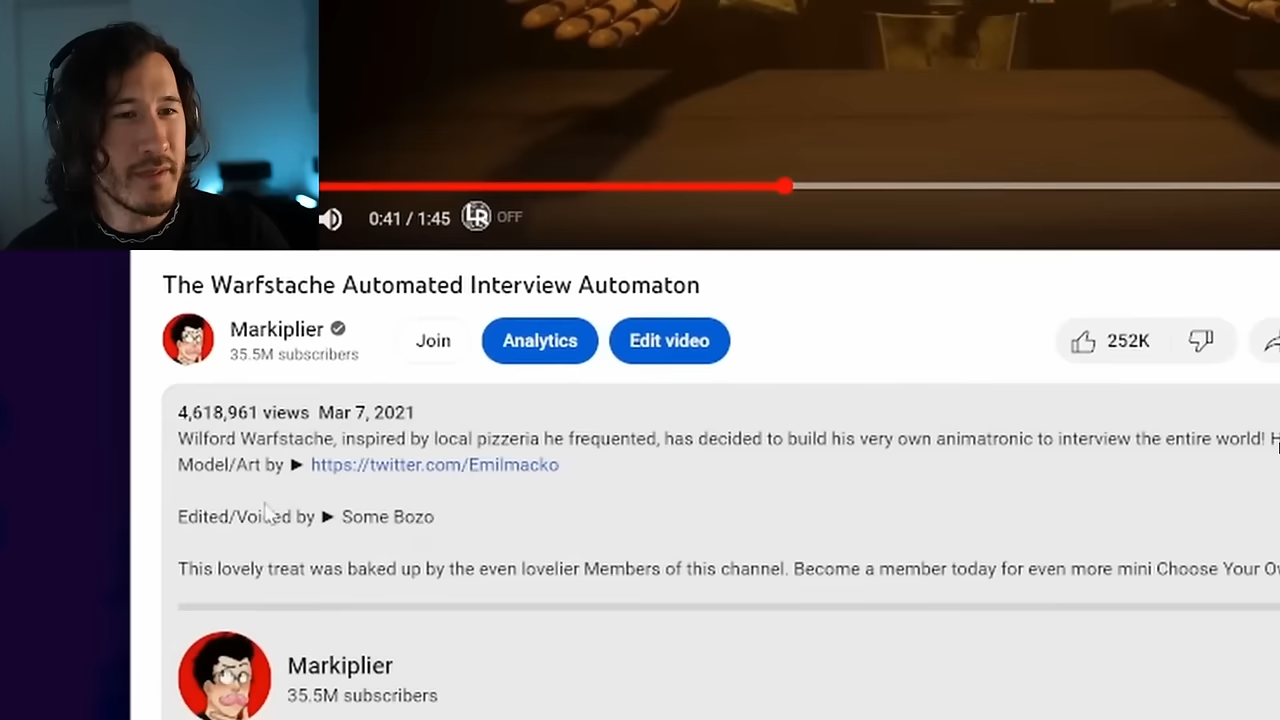 0:41 / 1:45 LR OFF
The Warfstache Automated Interview Automaton
Markiplier
35.5M subscribers
Join
Analytics
Edit video
252K
4,618,961 views Mar 7, 2021
Wilford Warfstache, inspired by local pizzeria he frequented, has decided to build his very own animatronic to interview the entire world! H
Model/Art by ► https://twitter.com/Emilmacko
Edited/Voiced by ► Some Bozo
This lovely treat was baked up by the even lovelier Members of this channel. Become a member today for even more mini Choose Your Ow
Markiplier
35.5M subscribers